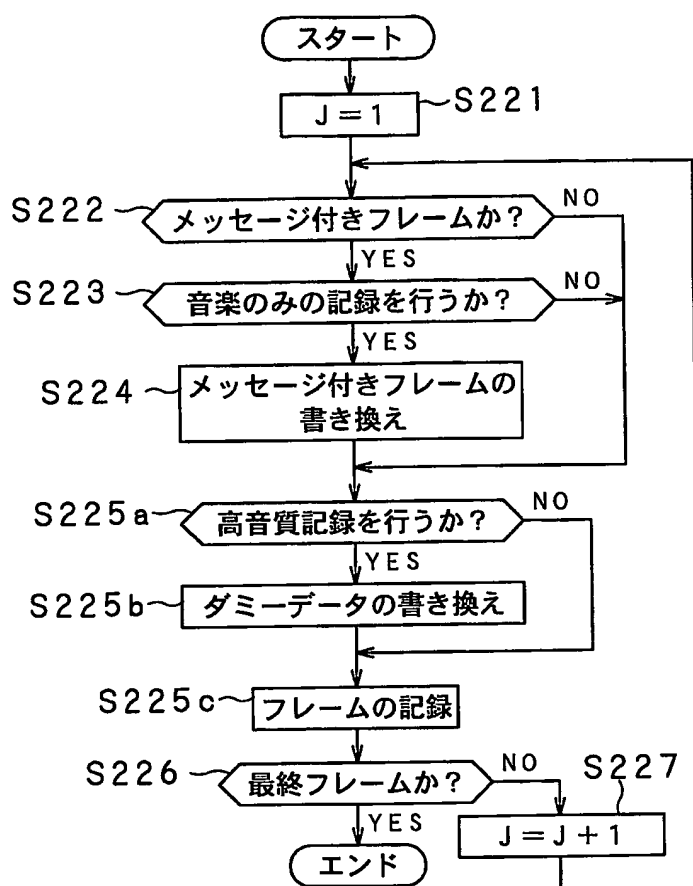 スタート
J=1
S221
S222
メッセージ付きフレームか?
NO
YES
S223
音楽のみの記録を行うか?
NO
YES
S224
メッセージ付きフレームの
書き換え
S225a
高音質記録を行うか?
NO
YES
S225b
ダミーデータの書き換え
S225c
フレームの記録
S226
最終フレームか?
NO
S227
YES
J=J+1
エンド